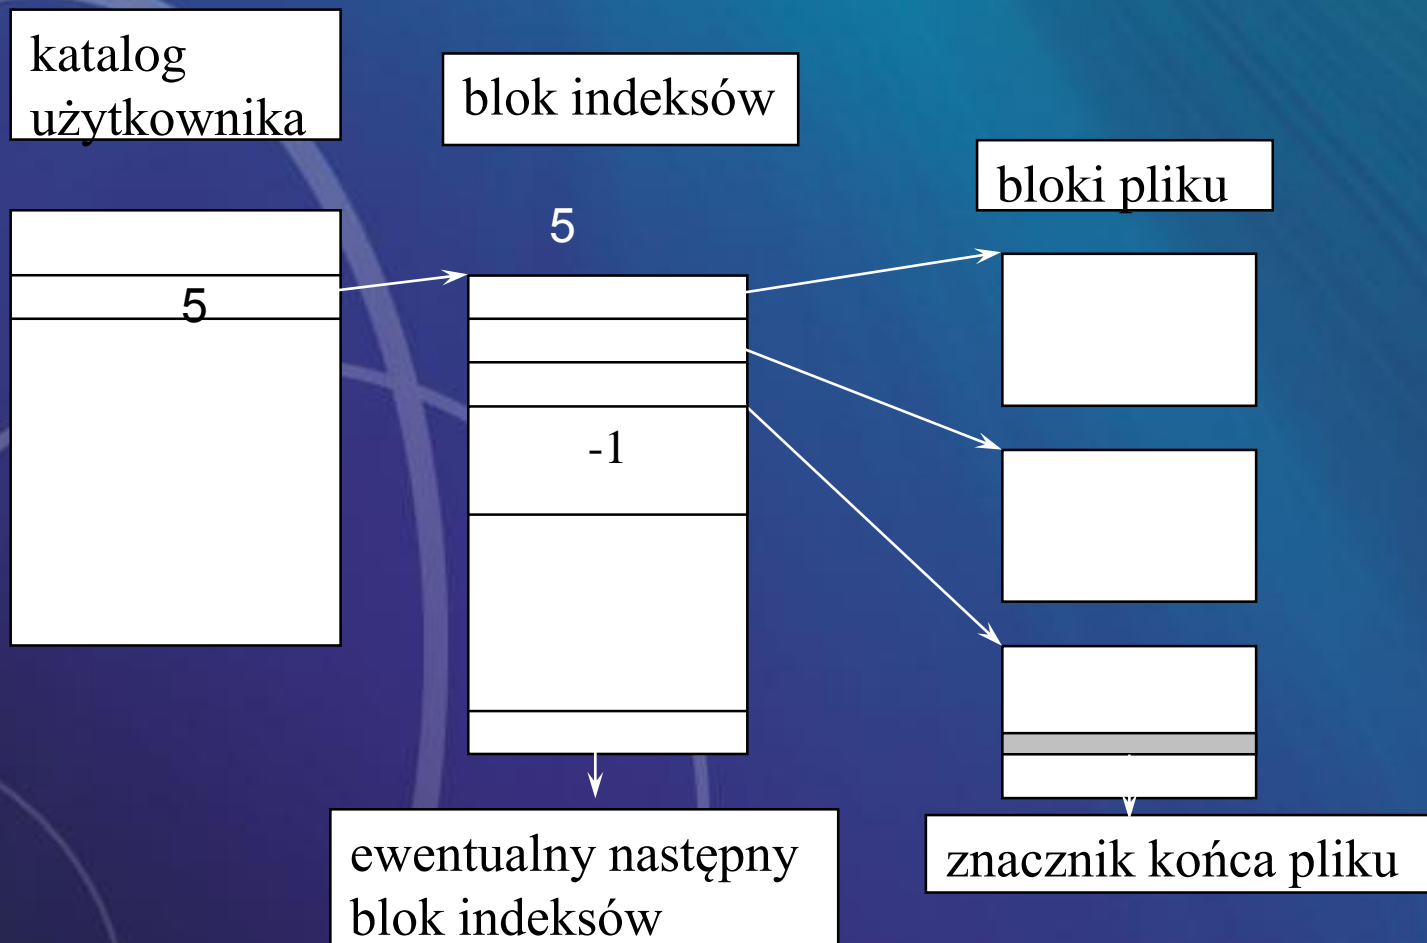 katalog
użytkownika
blok indeksów
bloki pliku
5
5
-1
ewentualny następny
blok indeksów
znacznik końca pliku